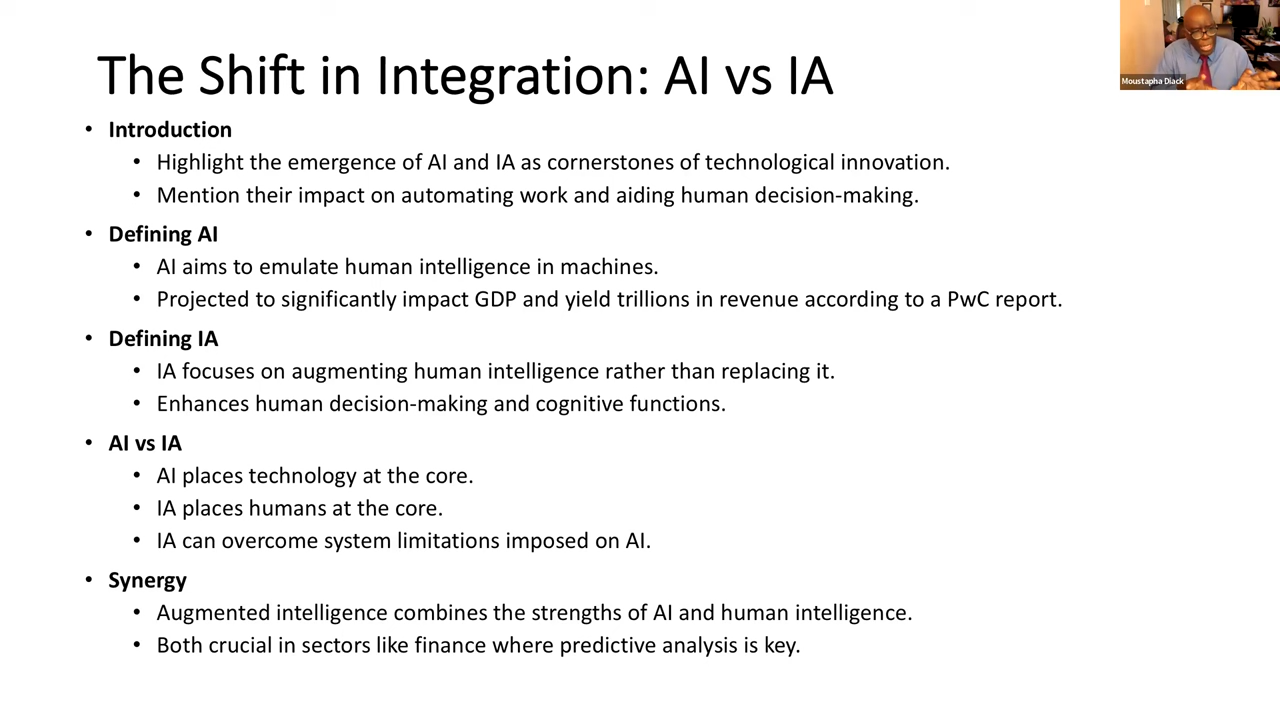 The Shift in Integration: AI vs IA
Moustapha Diack
• Introduction
• Highlight the emergence of AI and IA as cornerstones of technological innovation.
• Mention their impact on automating work and aiding human decision-making.
• Defining AI
• AI aims to emulate human intelligence in machines.
• Projected to significantly impact GDP and yield trillions in revenue according to a PwC report.
• Defining IA
• IA focuses on augmenting human intelligence rather than replacing it.
• Enhances human decision-making and cognitive functions.
• AI vs IA
• AI places technology at the core.
• IA places humans at the core.
• IA can overcome system limitations imposed on AI.
• Synergy
• Augmented intelligence combines the strengths of AI and human intelligence.
• Both crucial in sectors like finance where predictive analysis is key.